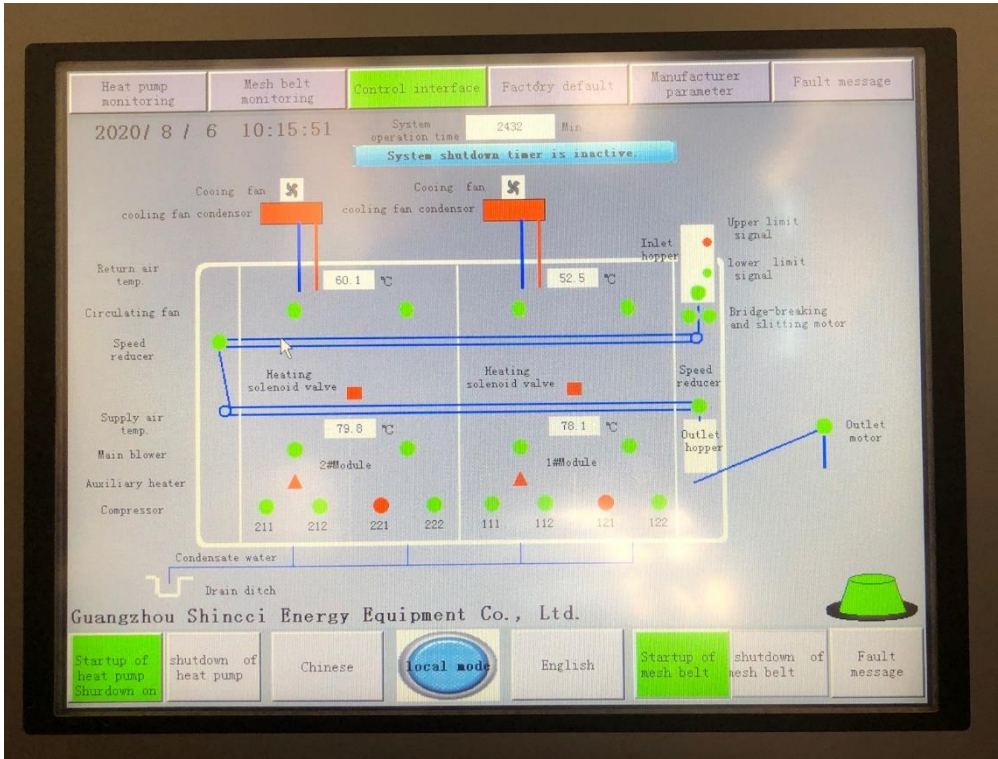 Heat pump
monitoring
Mesh belt
monitoring
Control interface
Factory default
Manufacturer
parameter
Fault message
2020/ 8 / 6 10:15:51
System
operation time
2432
Min
System shutdown timer is inactive.
Cooing fan
Cooing fan
cooling fan condensor
cooling fan condensor
Upper limit
signal
Inlet
hopper
lower limit
signal
Return air
temp.
60.1 ℃
52.5 ℃
Circulating fan
Bridge-breaking
and slitting motor
Speed
reducer
Heating
solenoid valve
Heating
solenoid valve
Speed
reducer
Supply air
temp.
79.8 ℃
78.1 ℃
Outlet
hopper
Outlet
motor
Main blower
2#Module
1#Module
Auxiliary heater
Compressor
211 212 221 222 111 112 121 122
Condensate water
Drain ditch
Guangzhou Shincci Energy Equipment Co., Ltd.
Startup of
heat pump
Shurdown on
shutdown of
heat pump
Chinese
local mode
English
Startup of
mesh belt
shutdown of
mesh belt
Fault
message